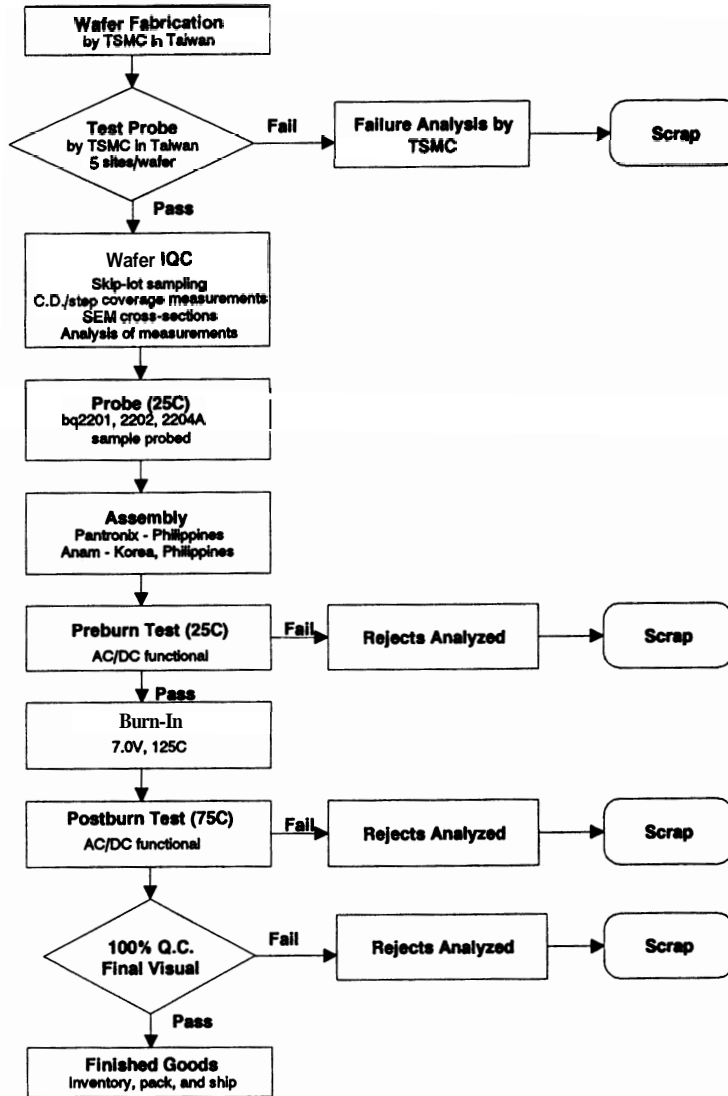 Wafer Fabrication
by TSMC in Taiwan
Test Probe
by TSMC in Taiwan
5 sites/wafer
Fail
Failure Analysis by
TSMC
Scrap
Pass
Wafer IQC
Skip-lot sampling
C.D./step coverage measurements
SEM cross-sections
Analysis of measurements
Probe (25C)
bq2201, 2202, 2204A
sample probed
Assembly
Pantronix - Philippines
Anam - Korea, Philippines
Preburn Test (25C)
AC/DC functional
Fail
Rejects Analyzed
Scrap
Pass
Burn-In
7.0V, 125C
Postburn Test (75C)
AC/DC functional
Fail
Rejects Analyzed
Scrap
100% Q.C.
Final Visual
Fail
Rejects Analyzed
Scrap
Pass
Finished Goods
Inventory, pack, and ship